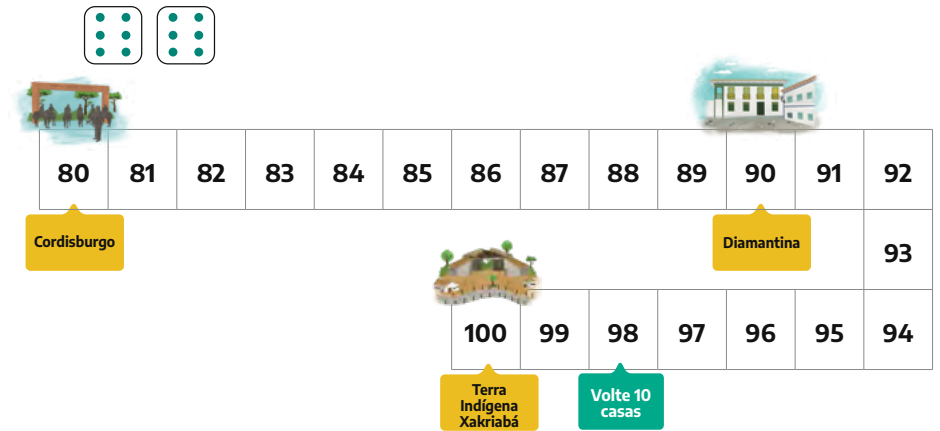 80 81 82 83 84 85 86 87 88 89 90 91 92
Cordisburgo
Diamantina
93
100 99 98 97 96 95 94
Terra
Indígena
Xakriabá
Volte 10
casas